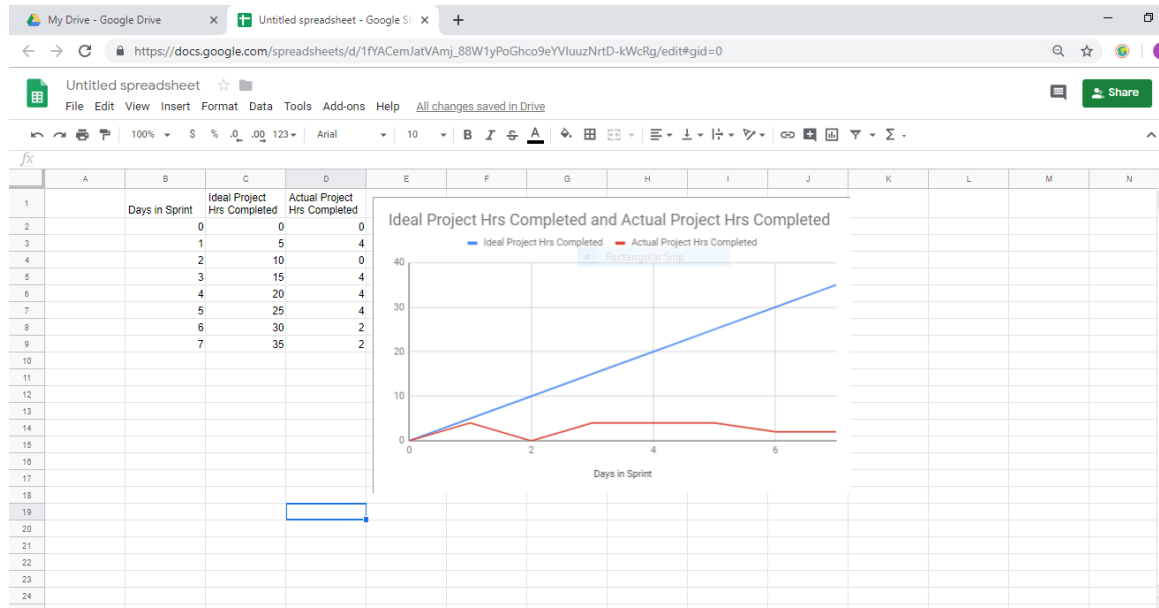 My Drive - Google Drive
Untitled spreadsheet - Google Sh
https://docs.google.com/spreadsheets/d/1fYACemJatVAmj_88W1yPoGhco9eYVIuuzNrtD-kWcRg/edit#gid=0
Untitled spreadsheet
File Edit View Insert Format Data Tools Add-ons Help All changes saved in Drive
Share
100% $ % .0 .00 123 Arial 10 B I S A Σ
fx
A B C D E F G H I J K L M N
1 Days in Sprint Ideal Project Hrs Completed Actual Project Hrs Completed
2 0 0 0
3 1 5 4
4 2 10 0
5 3 15 4
6 4 20 4
7 5 25 4
8 6 30 2
9 7 35 2
10
11
12
13
14
15
16
17
18
19
20
21
22
23
24
Ideal Project Hrs Completed and Actual Project Hrs Completed
Ideal Project Hrs Completed Actual Project Hrs Completed
Rectangular Snip
40
30
20
10
0
0 2 4 6
Days in Sprint